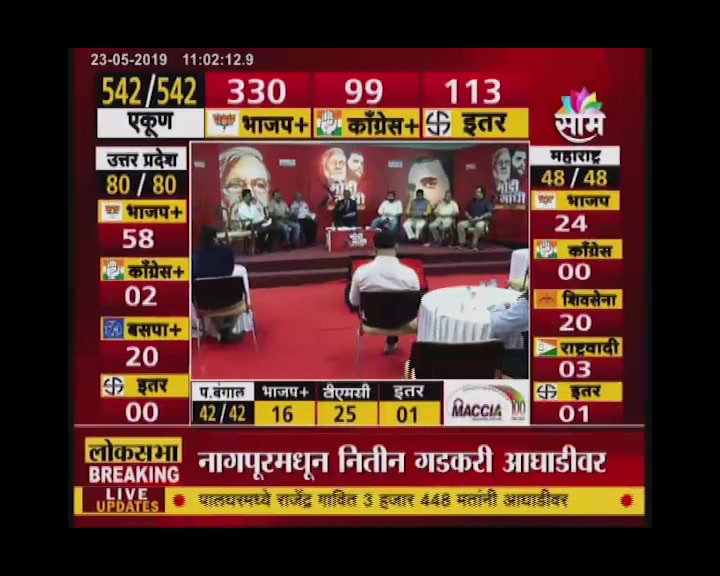 23-05-2019 11:02:12.9
542/542 330 99 113
एकूण भाजप+ काँग्रेस+ इतर
साम
उत्तर प्रदेश
80 / 80
भाजप+
58
काँग्रेस+
02
बसपा+
20
इतर
00
मोदी
गांधी
महाराष्ट्र
48 / 48
भाजप
24
काँग्रेस
00
शिवसेना
20
राष्ट्रवादी
03
इतर
01
प.बंगाल भाजप+ टीएमसी इतर
42 / 42 16 25 01
MACCIA 100
लोकसभा
BREAKING
नागपूरमधून नितीन गडकरी आघाडीवर
LIVE
UPDATES
पालघरमध्ये राजेंद्र गावित 3 हजार 448 मतांनी आघाडीवर